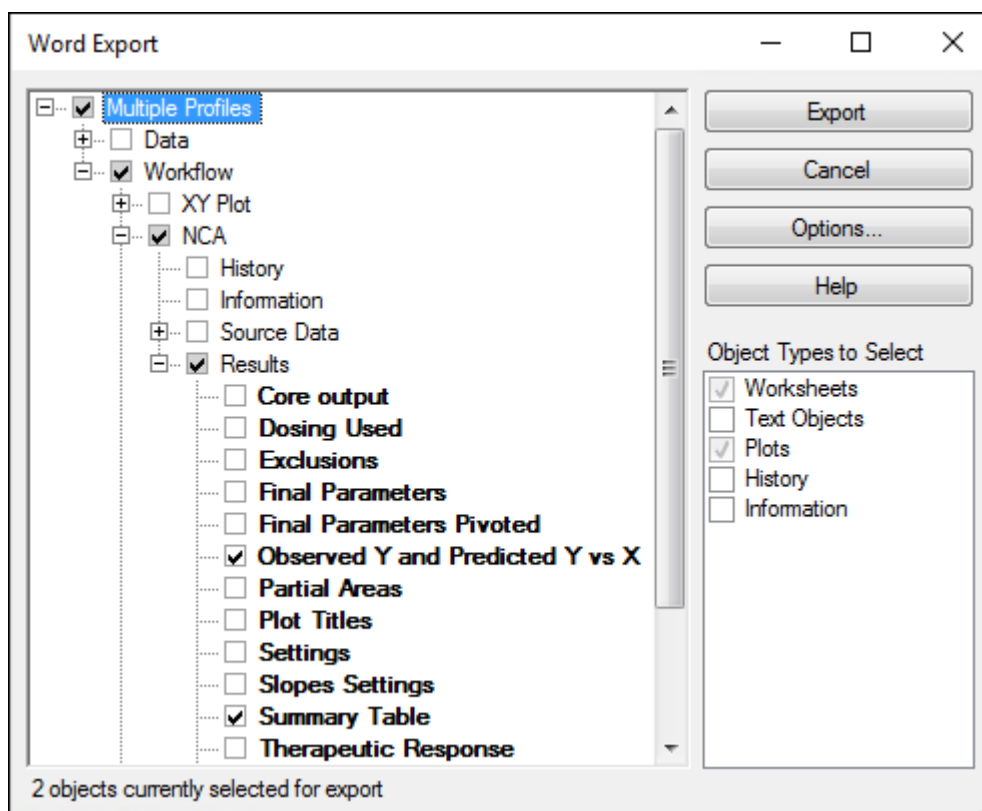 Word Export
Multiple Profiles
Data
Workflow
XY Plot
NCA
History
Information
Source Data
Results
Core output
Dosing Used
Exclusions
Final Parameters
Final Parameters Pivoted
Observed Y and Predicted Y vs X
Partial Areas
Plot Titles
Settings
Slopes Settings
Summary Table
Therapeutic Response
2 objects currently selected for export
Export
Cancel
Options...
Help
Object Types to Select
Worksheets
Text Objects
Plots
History
Information